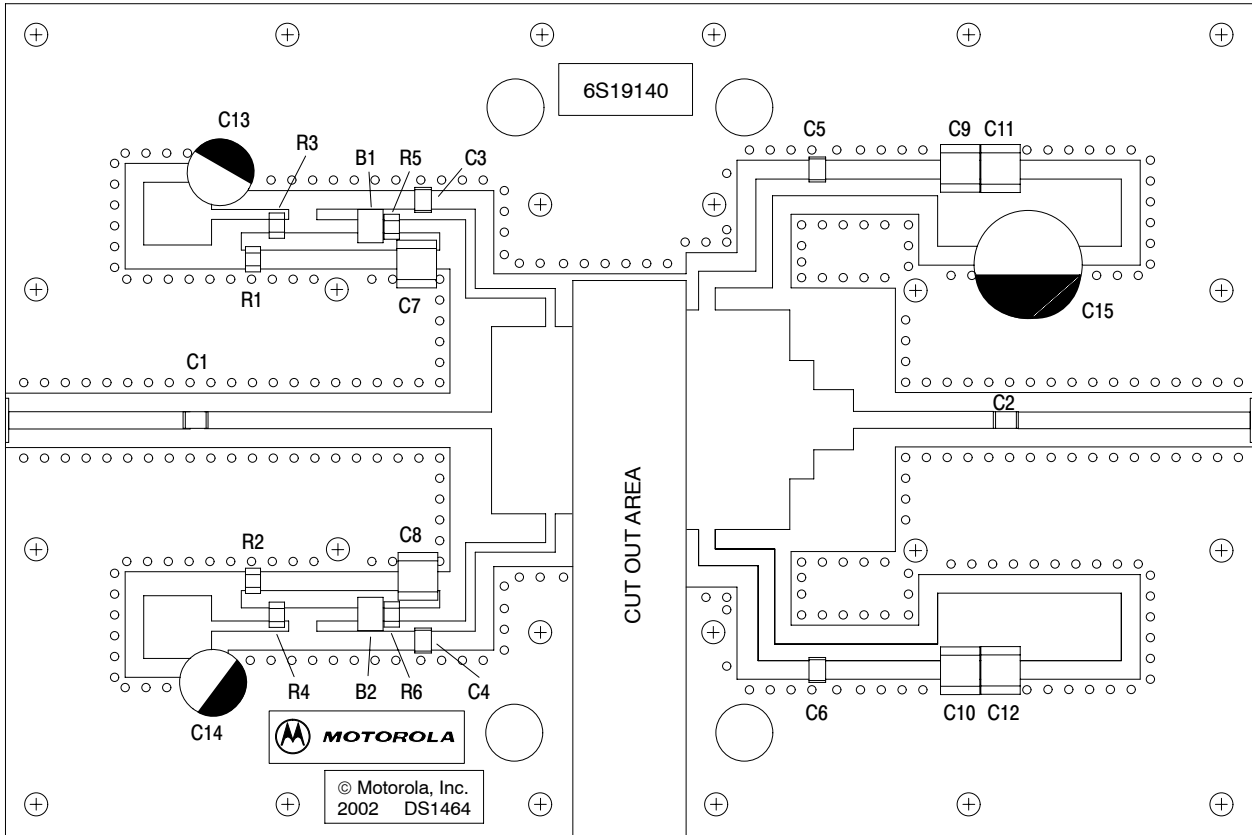 6S19140
C13
R3
B1
R5
C3
C5
C9
C11
R1
C7
C15
C1
C2
CUT OUT AREA
R2
C8
R4
B2
R6
C4
C14
C6
C10
C12
MOTOROLA
© Motorola, Inc.
2002 DS1464